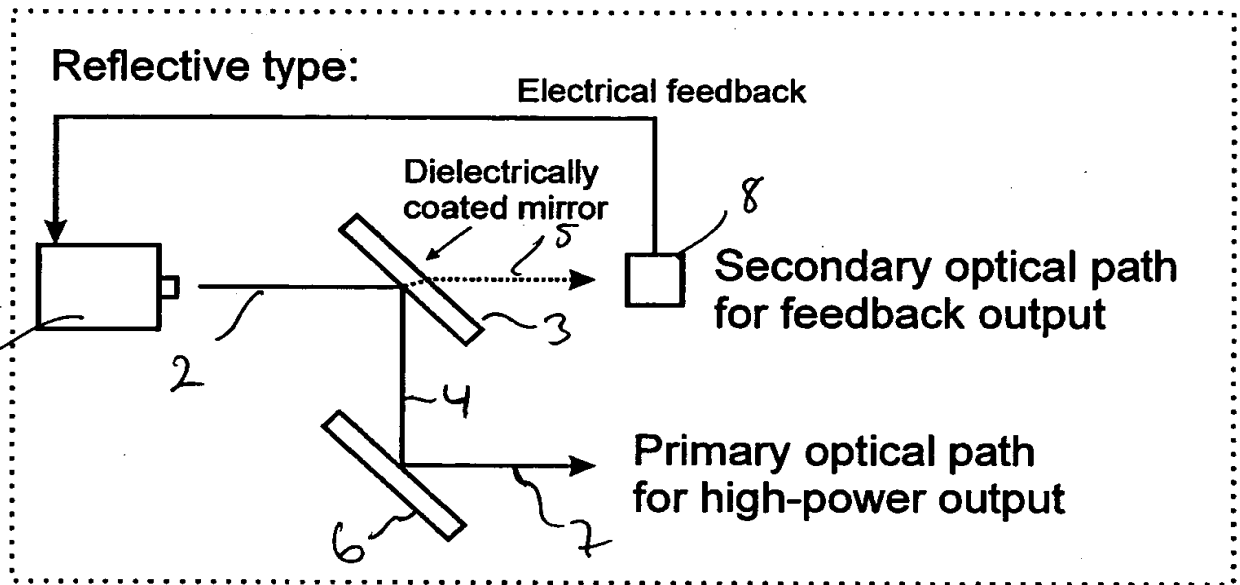 Reflective type:
Electrical feedback
Dielectrically
coated mirror
5
8
Secondary optical path
for feedback output
3
2
4
Primary optical path
for high-power output
6
7